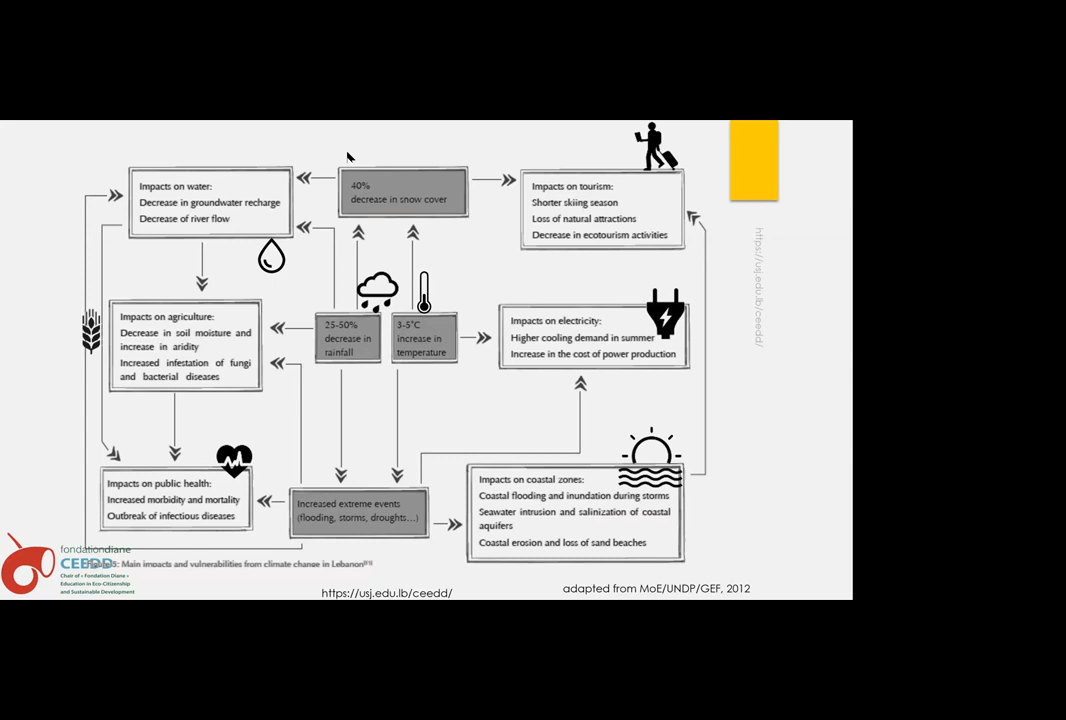 Impacts on water:
Decrease in groundwater recharge
Decrease of river flow
40%
decrease in snow cover
Impacts on tourism:
Shorter skiing season
Loss of natural attractions
Decrease in ecotourism activities
Impacts on agriculture:
Decrease in soil moisture and
increase in aridity
Increased infestation of fungi
and bacterial diseases
25-50%
decrease in
rainfall
3-5°C
increase in
temperature
Impacts on electricity:
Higher cooling demand in summer
Increase in the cost of power production
Impacts on public health:
Increased morbidity and mortality
Outbreak of infectious diseases
Increased extreme events
(flooding, storms, droughts...)
Impacts on coastal zones:
Coastal flooding and inundation during storms
Seawater intrusion and salinization of coastal
aquifers
Coastal erosion and loss of sand beaches
https://usj.edu.lb/ceedd/
fondationdiane
CEEDD
Chair of « Fondation Diane »
Education in Eco-Citizenship
and Sustainable Development
5: Main impacts and vulnerabilities from climate change in Lebanon
https://usj.edu.lb/ceedd/
adapted from MoE/UNDP/GEF, 2012